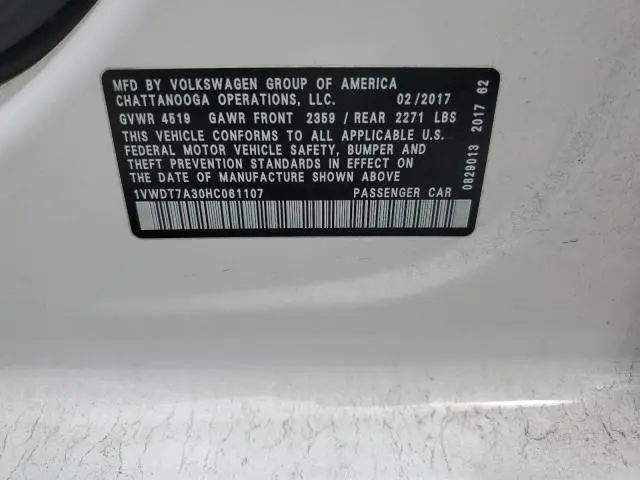 MFD BY VOLKSWAGEN GROUP OF AMERICA
CHATTANOOGA OPERATIONS, LLC. 02/2017
GVWR 4519 GAWR FRONT 2359 / REAR 2271 LBS
THIS VEHICLE CONFORMS TO ALL APPLICABLE U.S.
FEDERAL MOTOR VEHICLE SAFETY, BUMPER AND
THEFT PREVENTION STANDARDS IN EFFECT ON
THE DATE OF MANUFACTURE SHOWN ABOVE
1VWDT7A30HC061107 PASSENGER CAR
0829013 2017 62